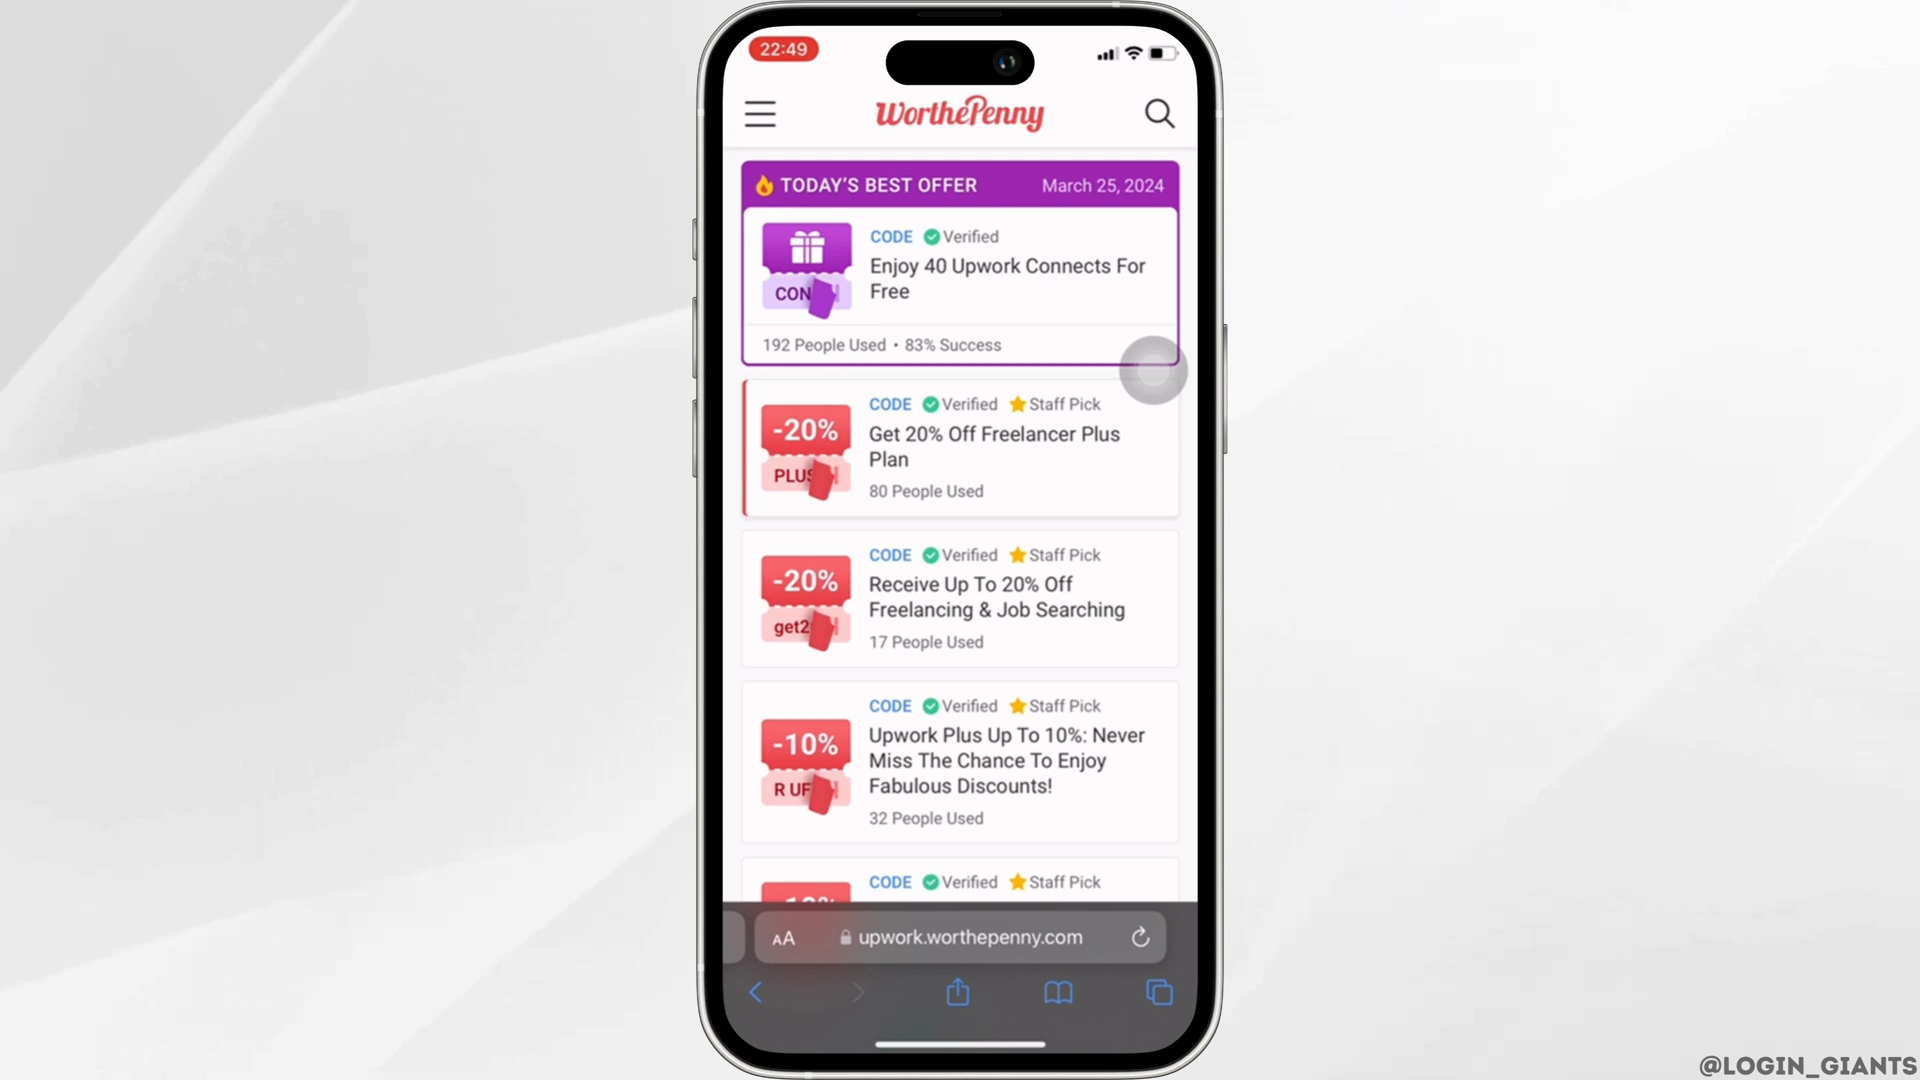 22:49
WorthePenny
TODAY'S BEST OFFER March 25, 2024
CODE Verified
Enjoy 40 Upwork Connects For
Free
CON
192 People Used • 83% Success
CODE Verified Staff Pick
-20%
Get 20% Off Freelancer Plus
Plan
PLUS
80 People Used
CODE Verified Staff Pick
-20%
Receive Up To 20% Off
Freelancing & Job Searching
get2
17 People Used
CODE Verified Staff Pick
-10%
Upwork Plus Up To 10%: Never
Miss The Chance To Enjoy
Fabulous Discounts!
R UF
32 People Used
CODE Verified Staff Pick
AA upwork.worthepenny.com
@LOGIN_GIANTS